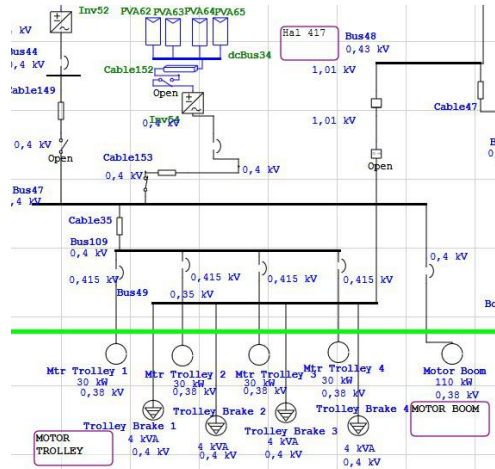 Inv52
PVA62 PVA63 PVA64 PVA65
Hal 417
Bus48
0,43 kV
kV
Bus44
0,4 kV
dcBus34
1,01 kV
Cable152
Cable149
Open
Cable47
Inv54
0,4 kV
1,01 kV
0,4 kV
Open
Cable153
Open
0,4 kV
0,4 kV
Bus47
0,4 kV
Cable35
Bus109
0,4 kV
0,4 kV
0,415 kV
0,415 kV
0,415 kV
0,415 kV
Bus49
0,35 kV
Mtr Trolley 1
30 kW
0,38 kV
Mtr Trolley 2
30 kW
0,38 kV
Mtr Trolley 3
30 kW
0,38 kV
Mtr Trolley 4
30 kW
0,38 kV
Motor Boom
110 kW
0,38 kV
Trolley Brake 1
4 kVA
0,4 kV
Trolley Brake 2
4 kVA
0,4 kV
Trolley Brake 3
4 kVA
0,4 kV
Trolley Brake 4
4 kVA
0,4 kV
MOTOR BOOM
MOTOR
TROLLEY